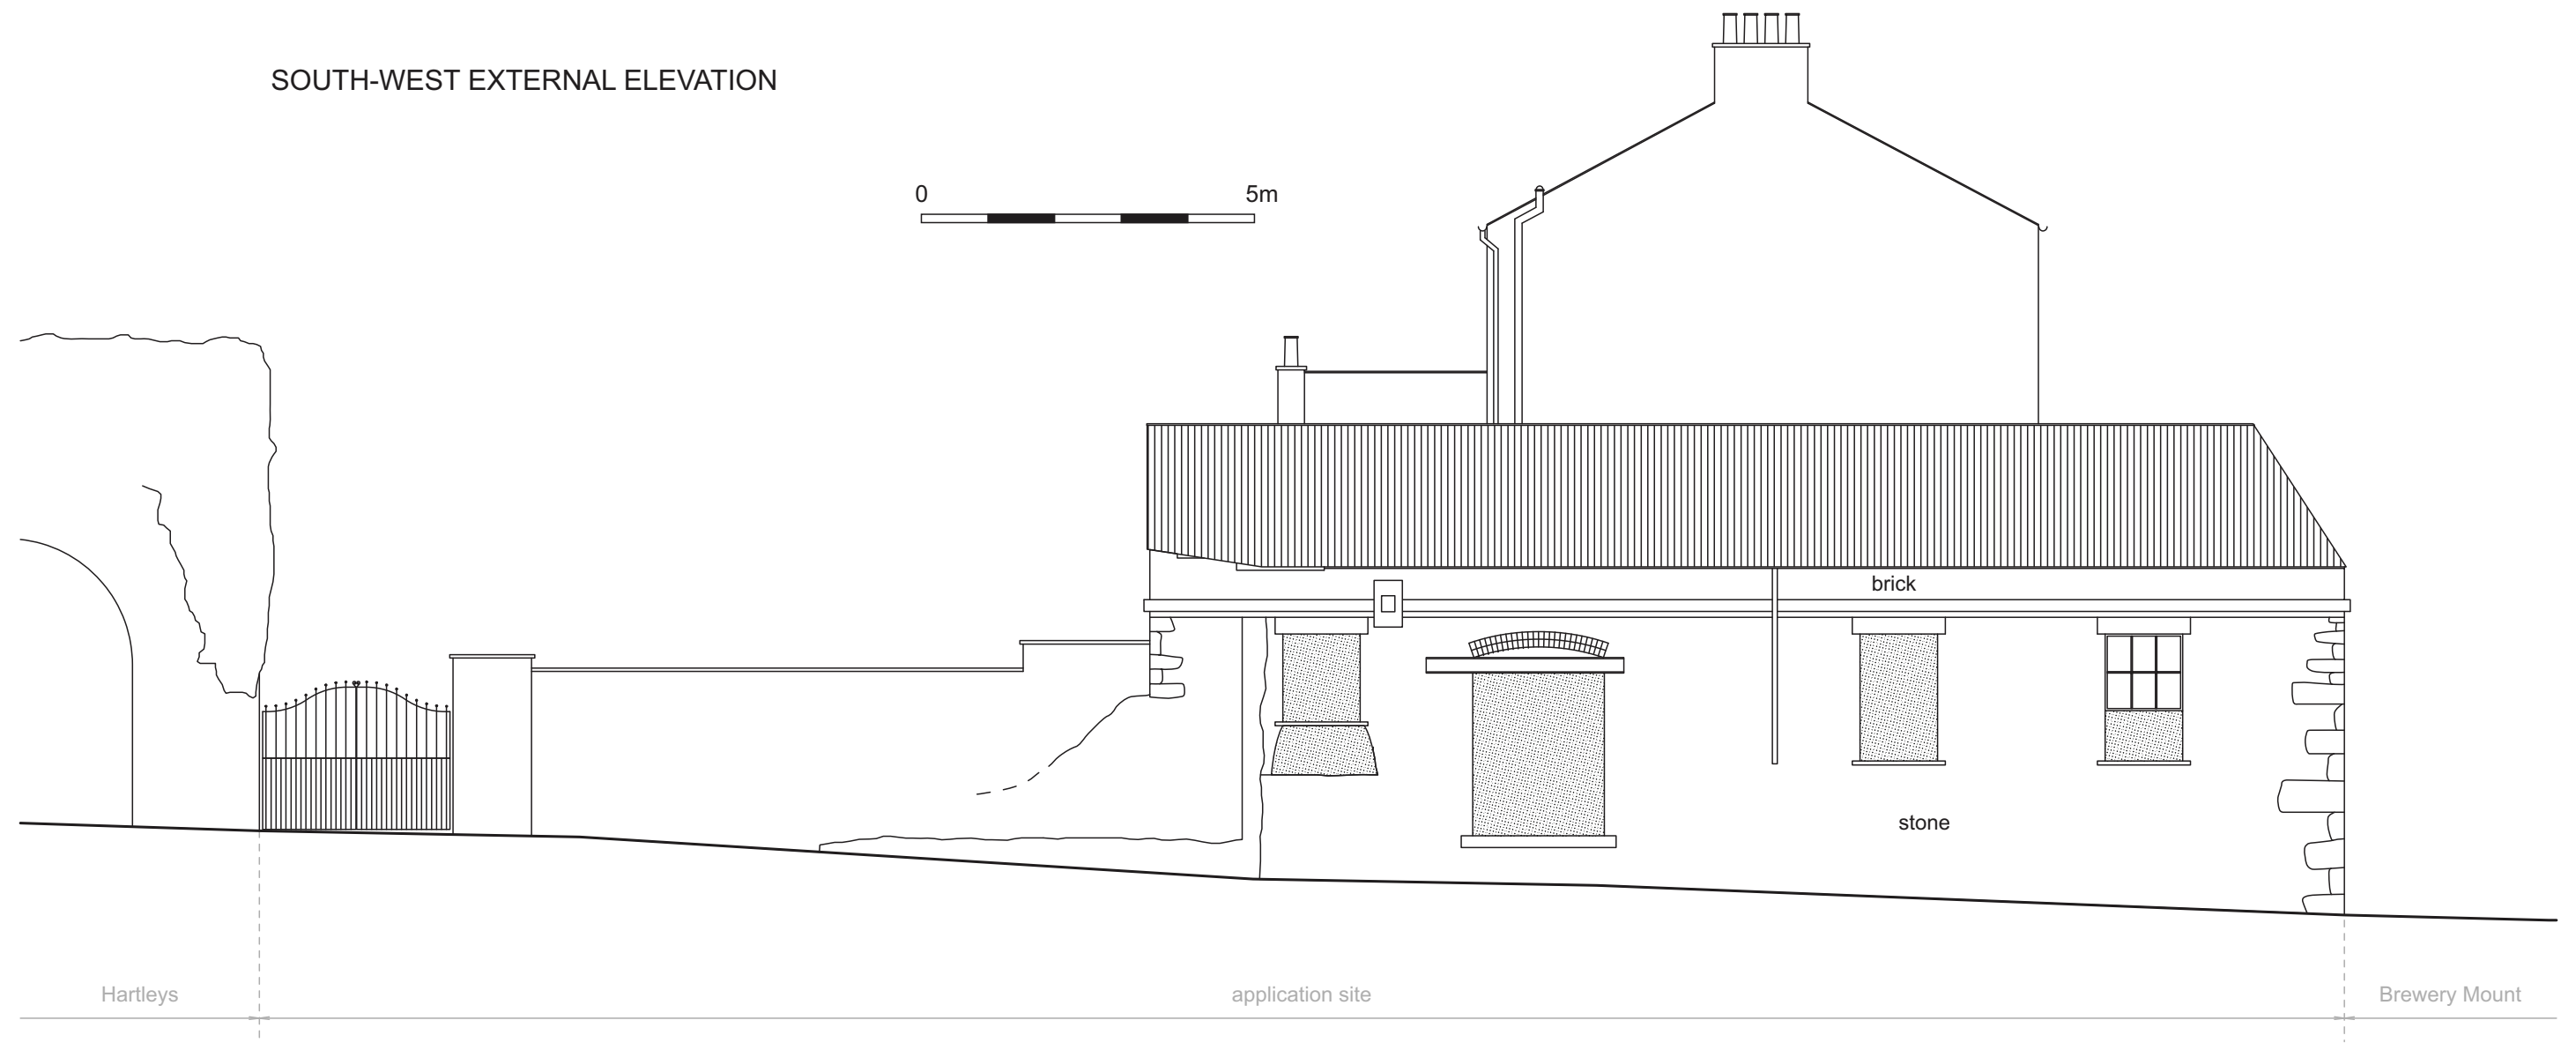 SOUTH-WEST EXTERNAL ELEVATION
0 5m
brick
stone
Hartleys application site Brewery Mount